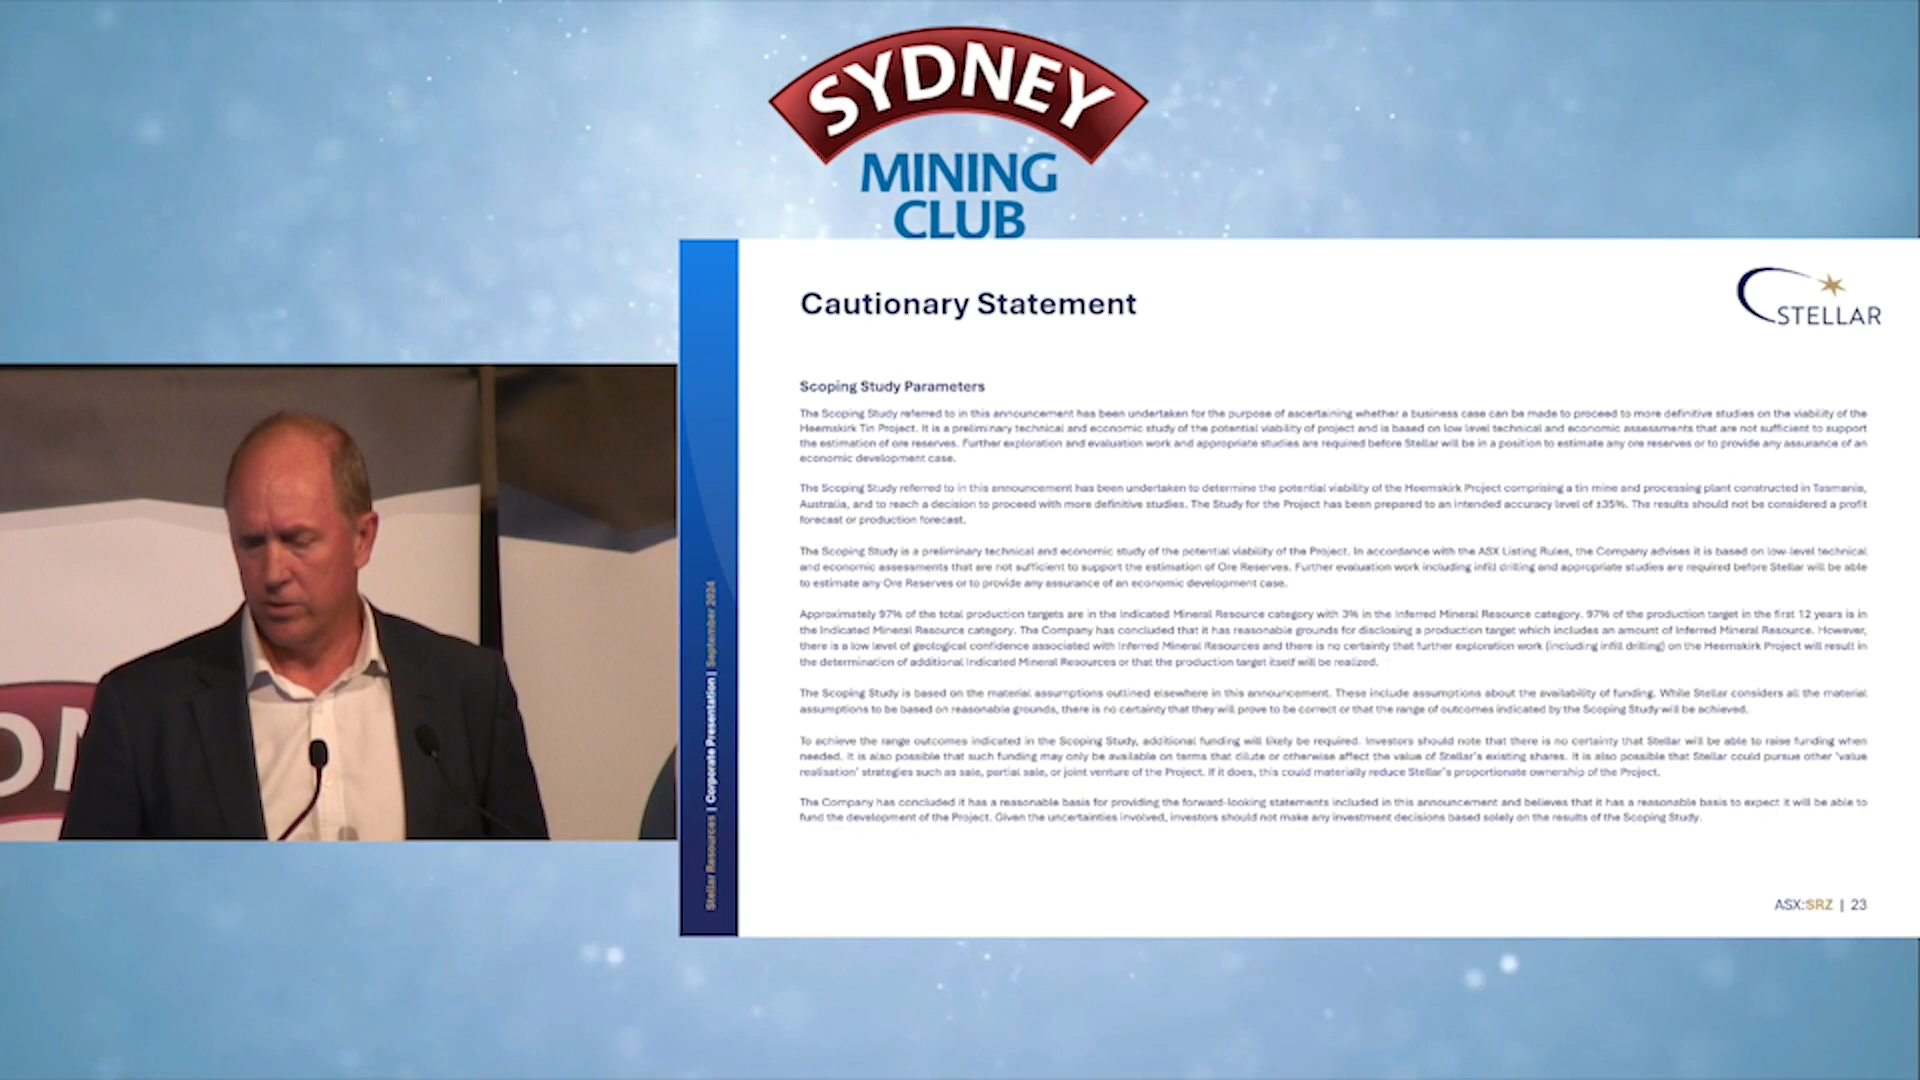 SYDNEY
MINING
CLUB
Cautionary Statement
STELLAR
Scoping Study Parameters
The Scoping Study referred to in this announcement has been undertaken for the purpose of ascertaining whether a business case can be made to proceed to more definitive studies on the viability of the
Heemskirk Tin Project. It is a preliminary technical and economic study of the potential viability of project and is based on low level technical and economic assessments that are not sufficient to support
the estimation of ore reserves. Further exploration and evaluation work and appropriate studies are required before Stellar will be in a position to estimate any ore reserves or to provide any assurance of an
economic development case.
The Scoping Study referred to in this announcement has been undertaken to determine the potential viability of the Heemskirk Project comprising a tin mine and processing plant constructed in Tasmania,
Australia, and to reach a decision to proceed with more definitive studies. The Study for the Project has been prepared to an intended accuracy level of ±35%. The results should not be considered a profit
forecast or production forecast.
The Scoping Study is a preliminary technical and economic study of the potential viability of the Project. In accordance with the ASX Listing Rules, the Company advises it is based on low-level technical
and economic assessments that are not sufficient to support the estimation of Ore Reserves. Further evaluation work including infill drilling and appropriate studies are required before Stellar will be able
to estimate any Ore Reserves or to provide any assurance of an economic development case.
Approximately 97% of the total production targets are in the Indicated Mineral Resource category with 3% in the Inferred Mineral Resource category. 97% of the production target in the first 12 years is in
the Indicated Mineral Resource category. The Company has concluded that it has reasonable grounds for disclosing a production target which includes an amount of Inferred Mineral Resource. However,
there is a low level of geological confidence associated with Inferred Mineral Resources and there is no certainty that further exploration work (including infill drilling) on the Heemskirk Project will result in
the determination of additional Indicated Mineral Resources or that the production target itself will be realized.
The Scoping Study is based on the material assumptions outlined elsewhere in this announcement. These include assumptions about the availability of funding. While Stellar considers all the material
assumptions to be based on reasonable grounds, there is no certainty that they will prove to be correct or that the range of outcomes indicated by the Scoping Study will be achieved.
To achieve the range outcomes indicated in the Scoping Study, additional funding will likely be required. Investors should note that there is no certainty that Stellar will be able to raise funding when
needed. It is also possible that such funding may only be available on terms that dilute or otherwise affect the value of Stellar's existing shares. It is also possible that Stellar could pursue other 'value
realisation' strategies such as sale, partial sale, or joint venture of the Project. If it does, this could materially reduce Stellar's proportionate ownership of the Project.
The Company has concluded it has a reasonable basis for providing the forward-looking statements included in this announcement and believes that it has a reasonable basis to expect it will be able to
fund the development of the Project. Given the uncertainties involved, investors should not make any investment decisions based solely on the results of the Scoping Study.
Stellar Resources | Corporate Presentation | September 2024
ASX:SRZ | 23